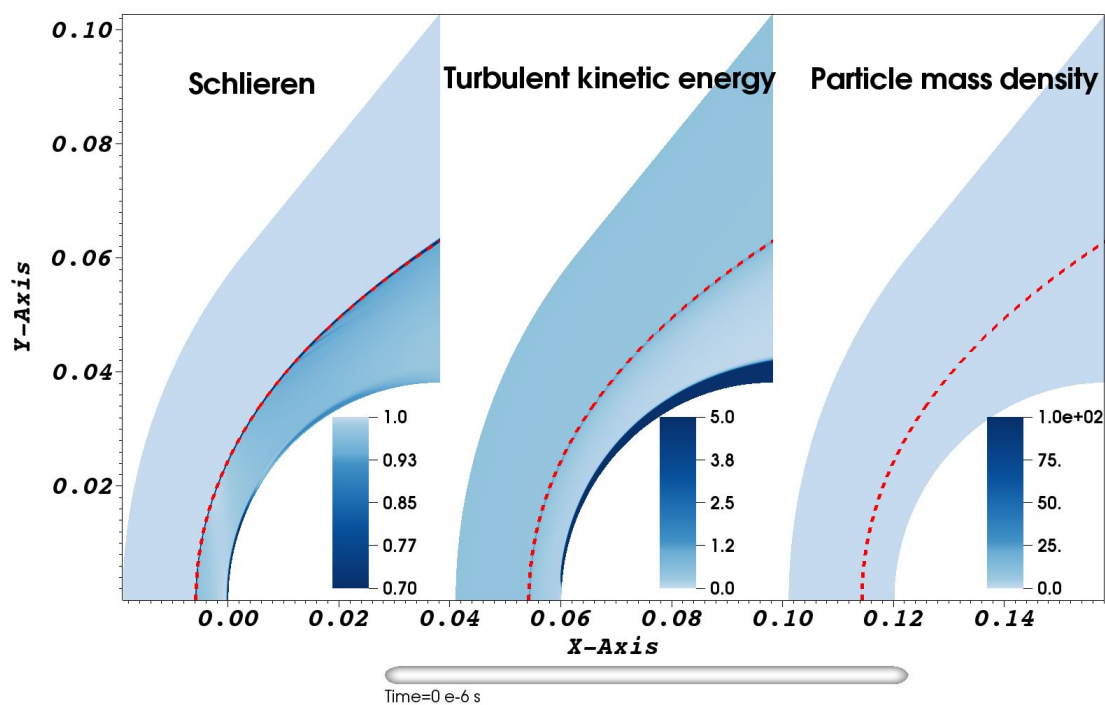 0.10
0.08
0.06
0.04
0.02
Y-Axis
Schlieren
Turbulent kinetic energy
Particle mass density
1.0
0.93
0.85
0.77
0.70
5.0
3.8
2.5
1.2
0.0
1.0e+02
75.
50.
25.
0.0
0.00 0.02 0.04 0.06 0.08 0.10 0.12 0.14
X-Axis
Time=0 e-6 s